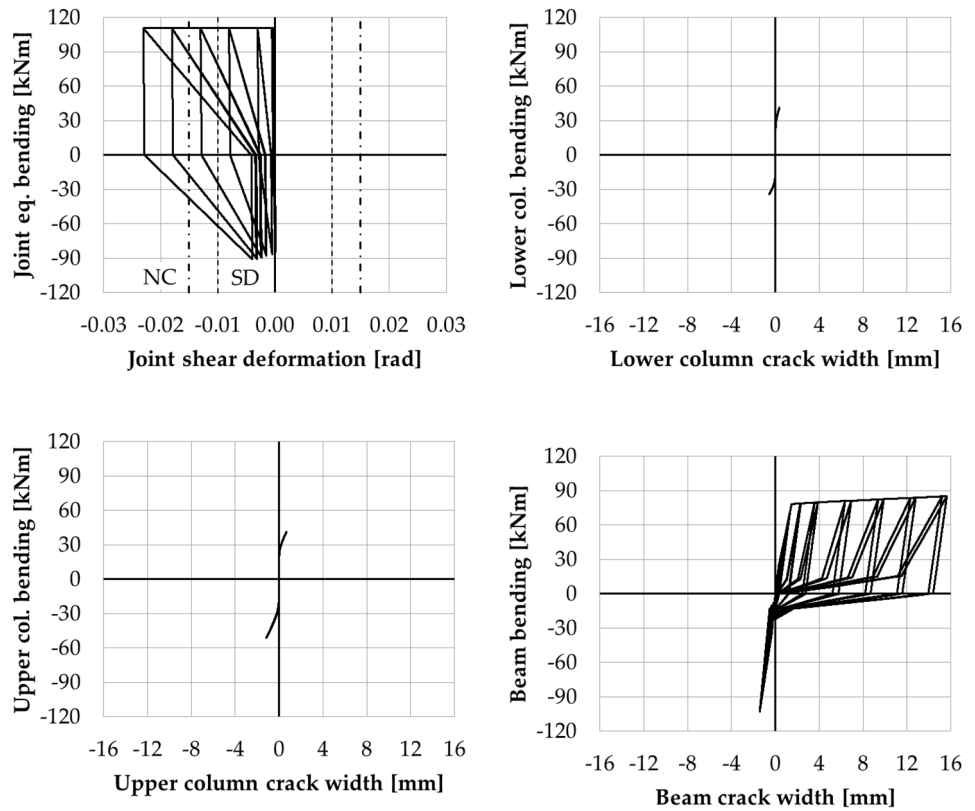 Joint eq. bending [kNm]
120
90
60
30
0
-30
-60
-90
-120
NC SD
-0.03 -0.02 -0.01 0.00 0.01 0.02 0.03
Joint shear deformation [rad]
Lower col. bending [kNm]
120
90
60
30
0
-30
-60
-90
-120
-16 -12 -8 -4 0 4 8 12 16
Lower column crack width [mm]
Upper col. bending [kNm]
120
90
60
30
0
-30
-60
-90
-120
-16 -12 -8 -4 0 4 8 12 16
Upper column crack width [mm]
Beam bending [kNm]
120
90
60
30
0
-30
-60
-90
-120
-16 -12 -8 -4 0 4 8 12 16
Beam crack width [mm]